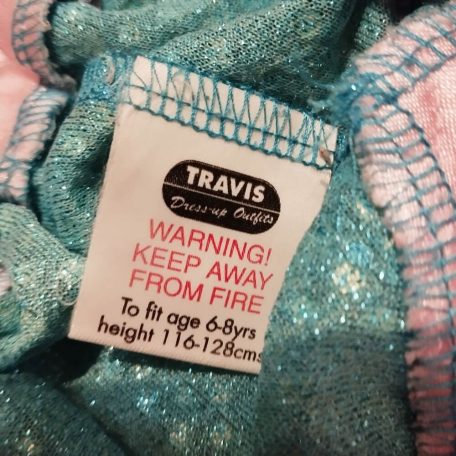 TRAVIS
Dress-up Outfits
WARNING!
KEEP AWAY
FROM FIRE
To fit age 6-8yrs
height 116-128cms